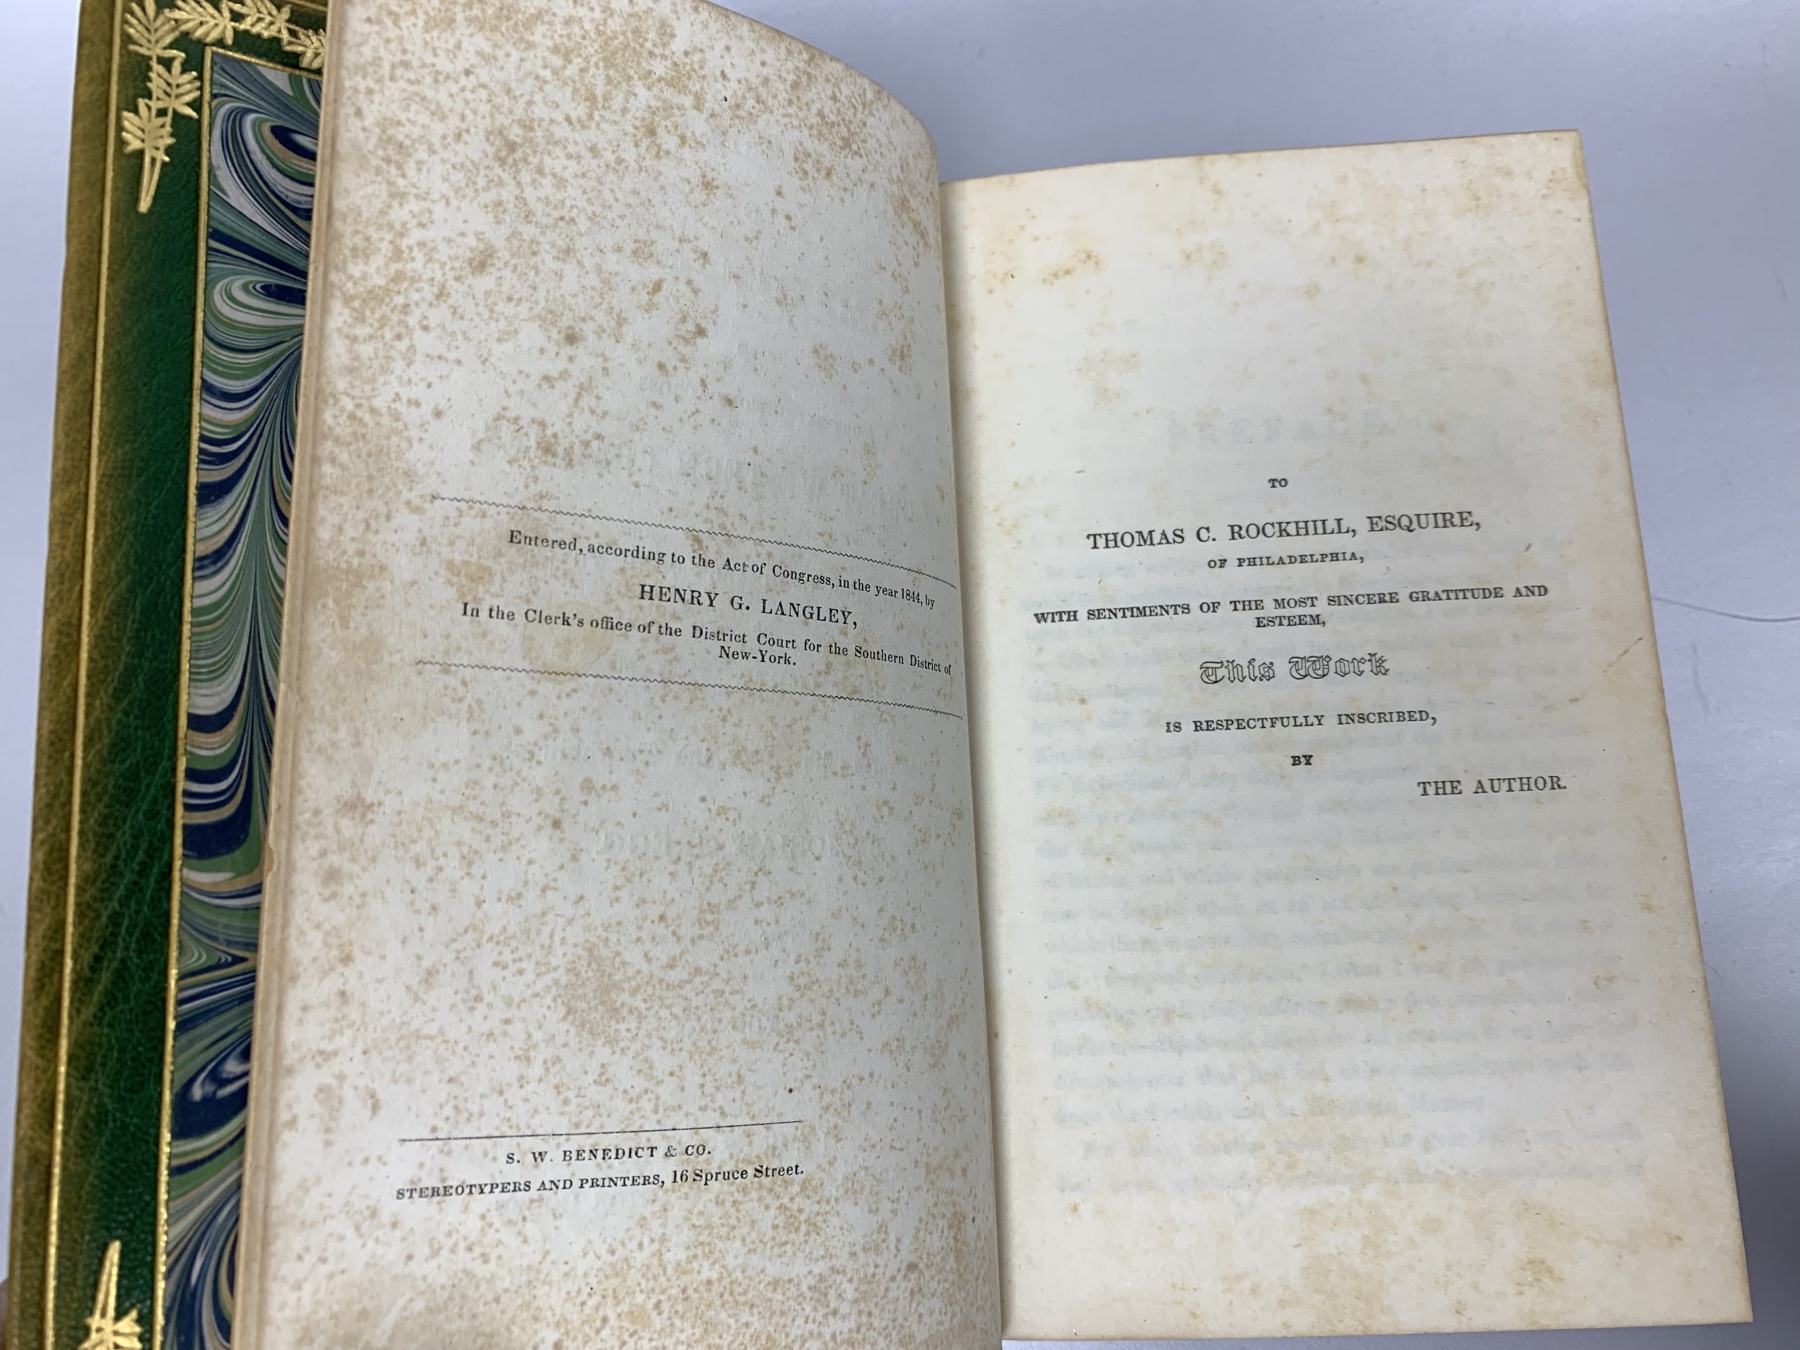 Entered, according to the Act of Congress, in the year 1844, by
HENRY G. LANGLEY,
In the Clerk's office of the District Court for the Southern District of
New-York.
S. W. BENEDICT & CO.
STEREOTYPERS AND PRINTERS, 16 Spruce Street.
TO
THOMAS C. ROCKHILL, ESQUIRE,
OF PHILADELPHIA,
WITH SENTIMENTS OF THE MOST SINCERE GRATITUDE AND
ESTEEM,
This Work
IS RESPECTFULLY INSCRIBED,
BY
THE AUTHOR.